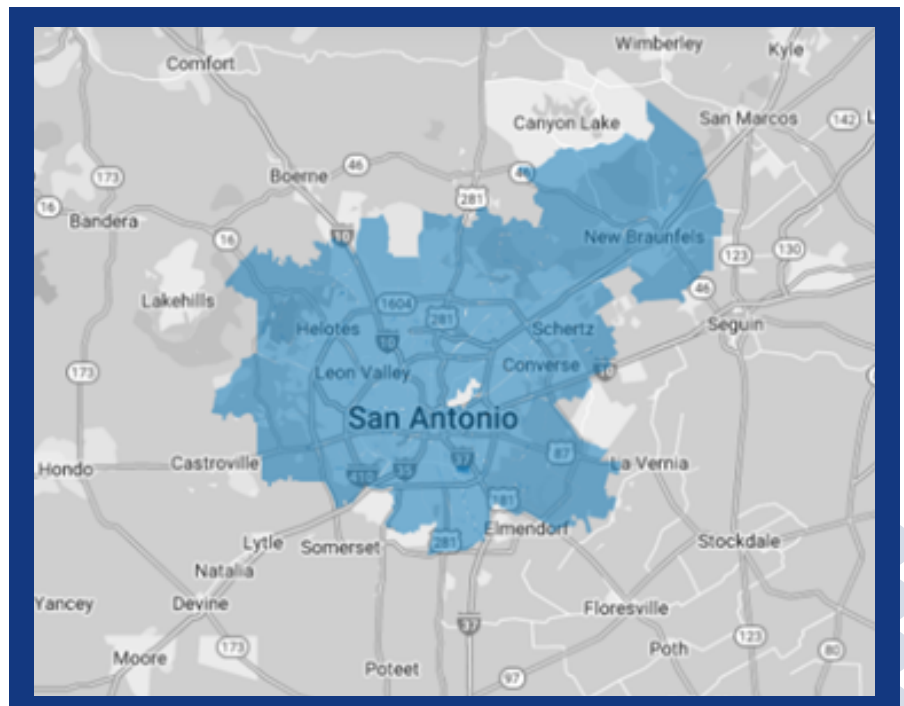 Wimberley
Kyle
Comfort
Canyon Lake
San Marcos
142
L
46
Boerne
46
173
281
16
Bandera
10
New Braunfels
16
123
130
Lakehills
1604
46
281
Helotes
Schertz
Seguin
10
Leon Valley
Converse
10
173
San Antonio
87
Hondo
Castroville
37
La Vernia
410
35
181
Elmendorf
281
Lytle
Somerset
Stockdale
Natalia
Yancey
Devine
Floresville
37
123
173
Poth
80
Moore
Poteet
97